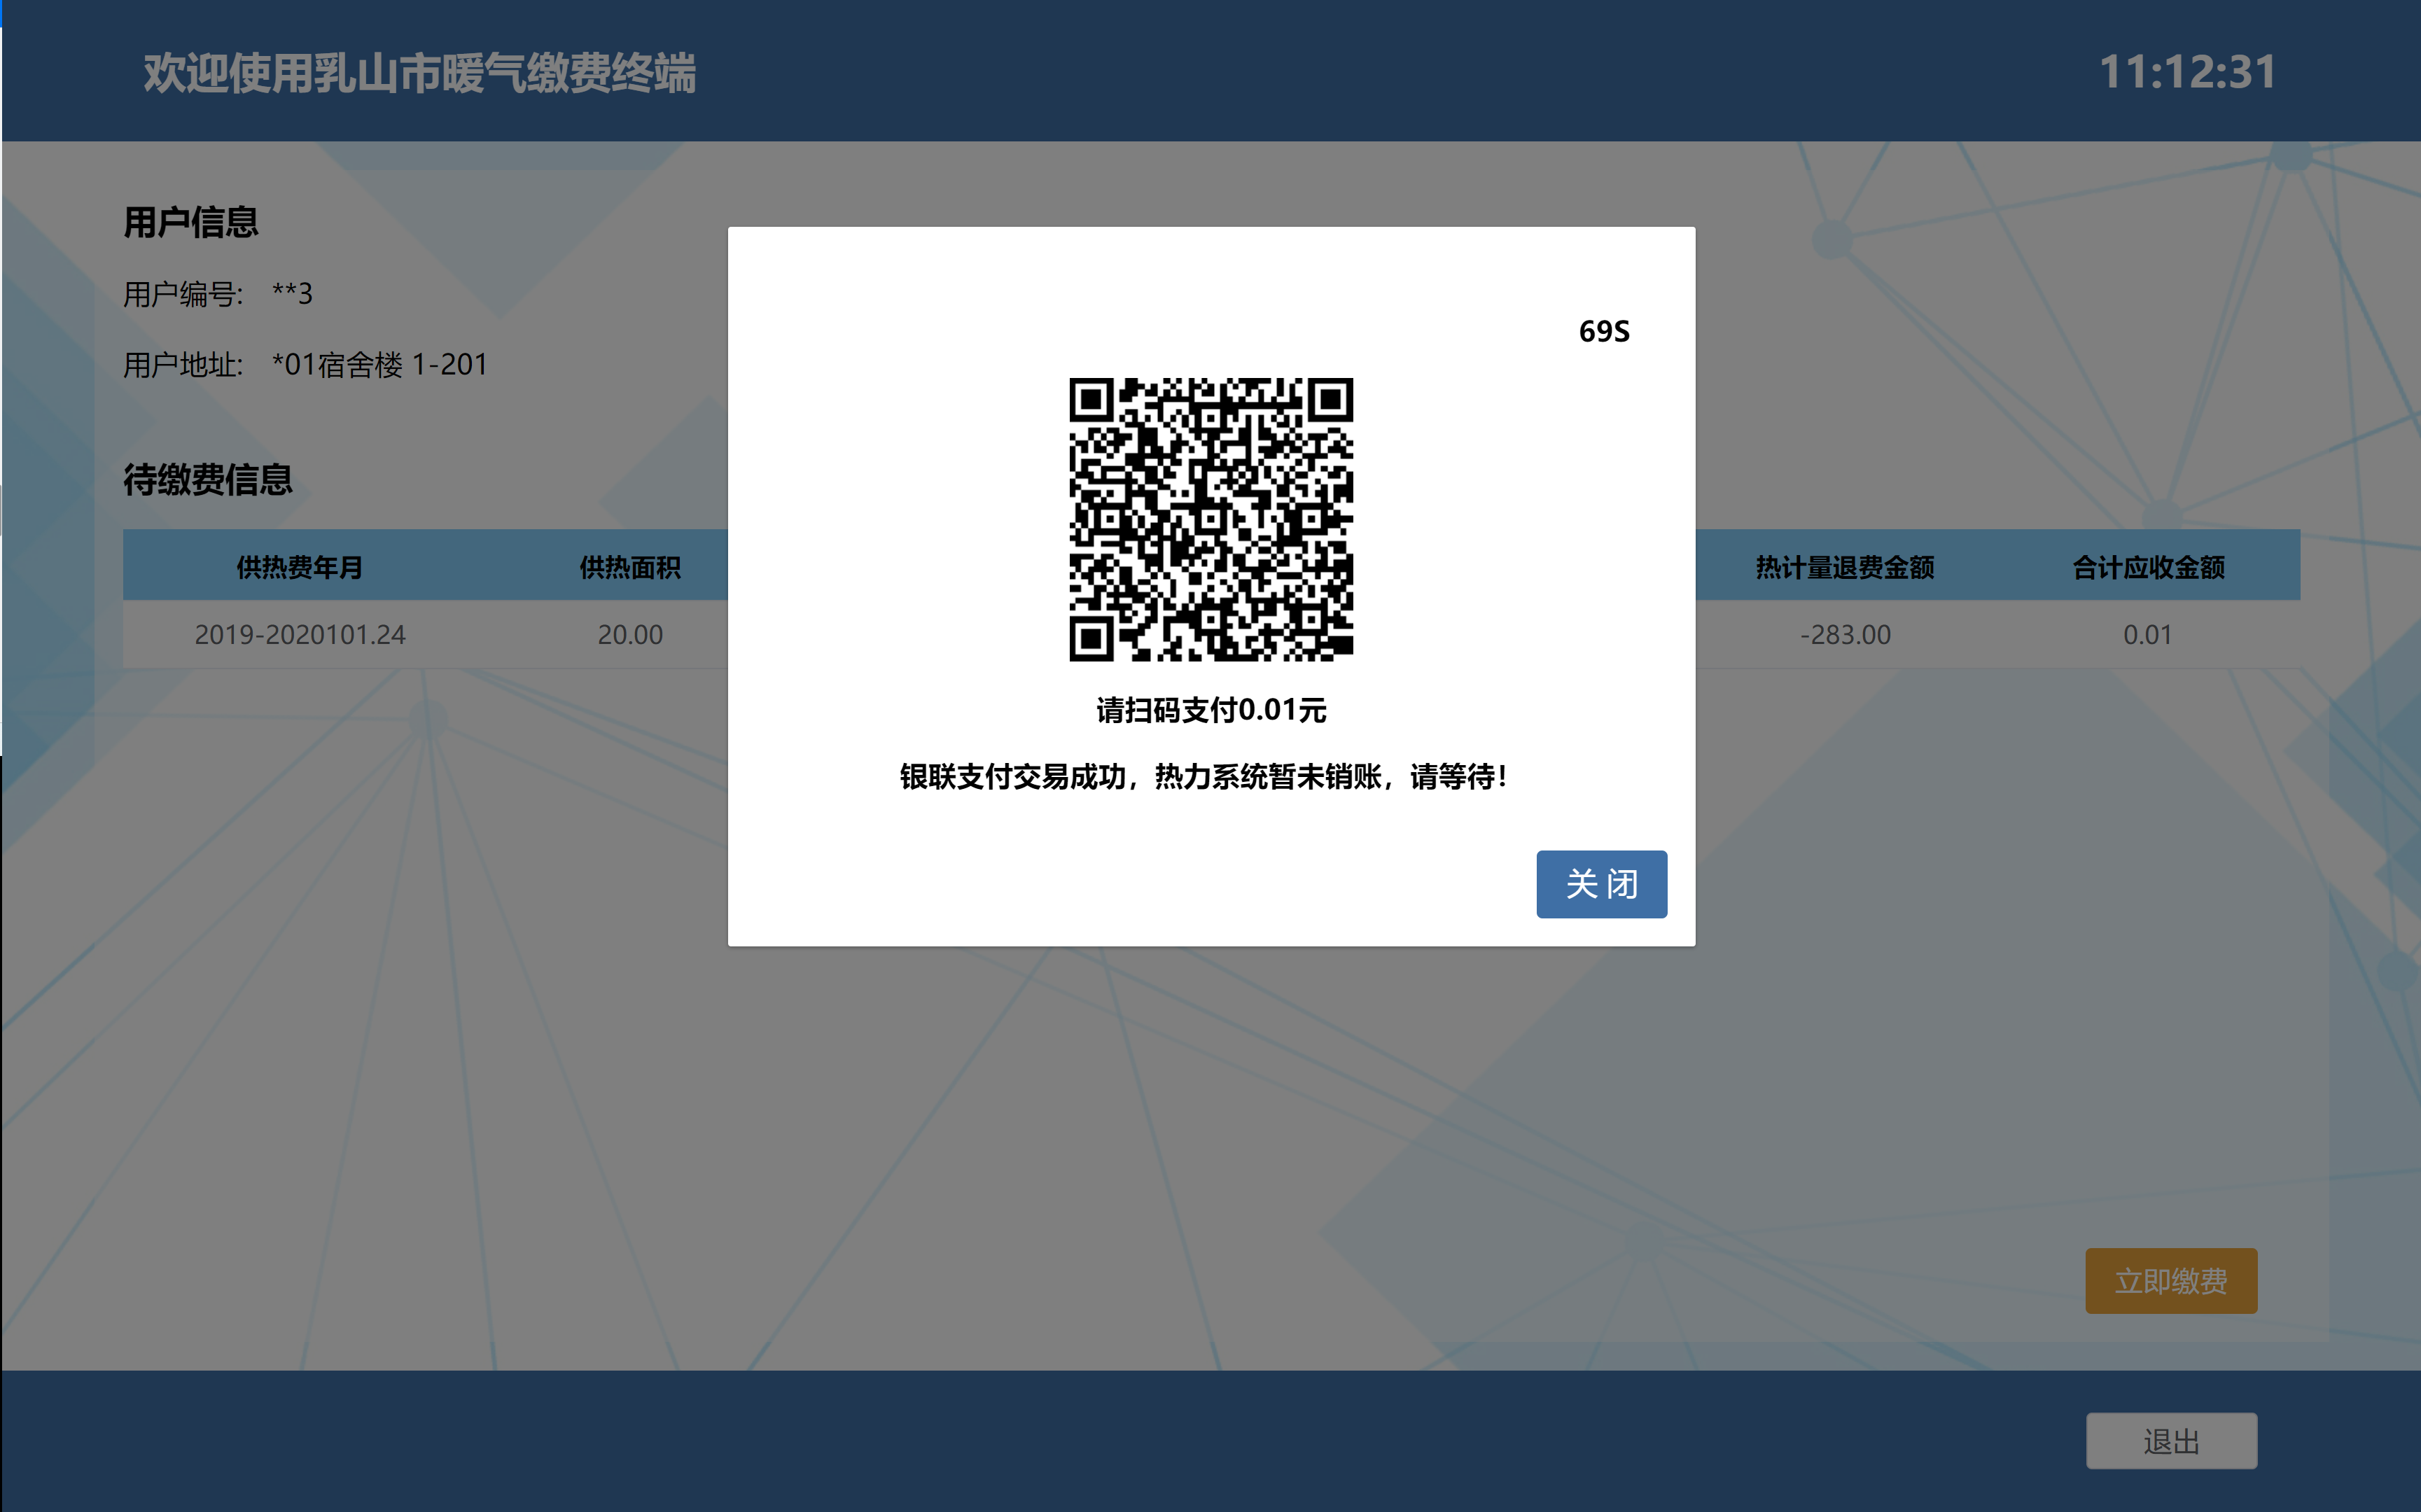 欢迎使用乳山市暖气缴费终端
11:12:31
用户信息
用户编号: **3
用户地址: *01宿舍楼 1-201
待缴费信息
供热费年月 供热面积 热计量退费金额 合计应收金额
2019-2020101.24 20.00 -283.00 0.01
69S
请扫码支付0.01元
银联支付交易成功，热力系统暂未销账，请等待！
关 闭
立即缴费
退出